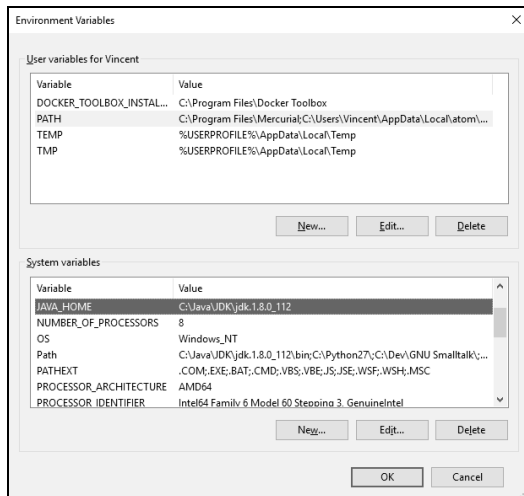 Environment Variables
User variables for Vincent
Variable Value
DOCKER_TOOLBOX_INSTAL... C:\Program Files\Docker Toolbox
PATH C:\Program Files\Mercurial;C:\Users\Vincent\AppData\Local\atom\...
TEMP %USERPROFILE%\AppData\Local\Temp
TMP %USERPROFILE%\AppData\Local\Temp
New... Edit... Delete
System variables
Variable Value
JAVA_HOME C:\Java\JDK\jdk.1.8.0_112
NUMBER_OF_PROCESSORS 8
OS Windows_NT
Path C:\Java\JDK\jdk.1.8.0_112\bin;C:\Python27\;C:\Dev\GNU Smalltalk\;...
PATHEXT .COM;.EXE;.BAT;.CMD;.VBS;.VBE;.JS;.JSE;.WSF;.WSH;.MSC
PROCESSOR_ARCHITECTURE AMD64
PROCESSOR_IDENTIFIER Intel64 Family 6 Model 60 Stepping 3, GenuineIntel
New... Edit... Delete
OK Cancel